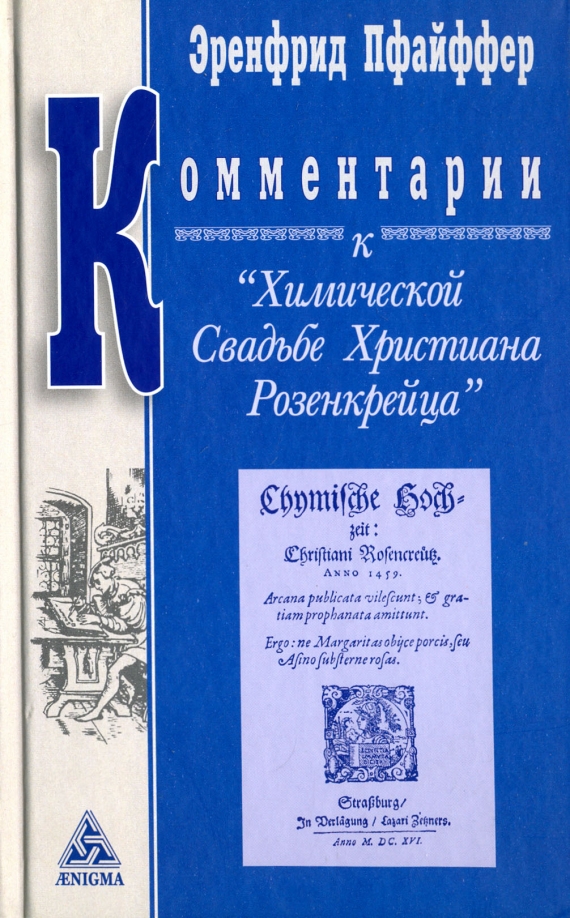 Эренфрид Пфайффер
Комментарии
к
“Химической
Свадьбе Христиана
Розенкрейца”
Chymische Hoch-
zeit:
Christiani Rosencreütz.
ANNO 1459.
Arcana publicata vilescunt; & gra-
tiam prophanata amittunt.
Ergo: ne Margaritas obijce porcis, seu
Asino substerne rosas.
Straßburg/
In Verlägung / Lazari Zetzners.
Anno M. DC. XVI.
ÆNIGMA